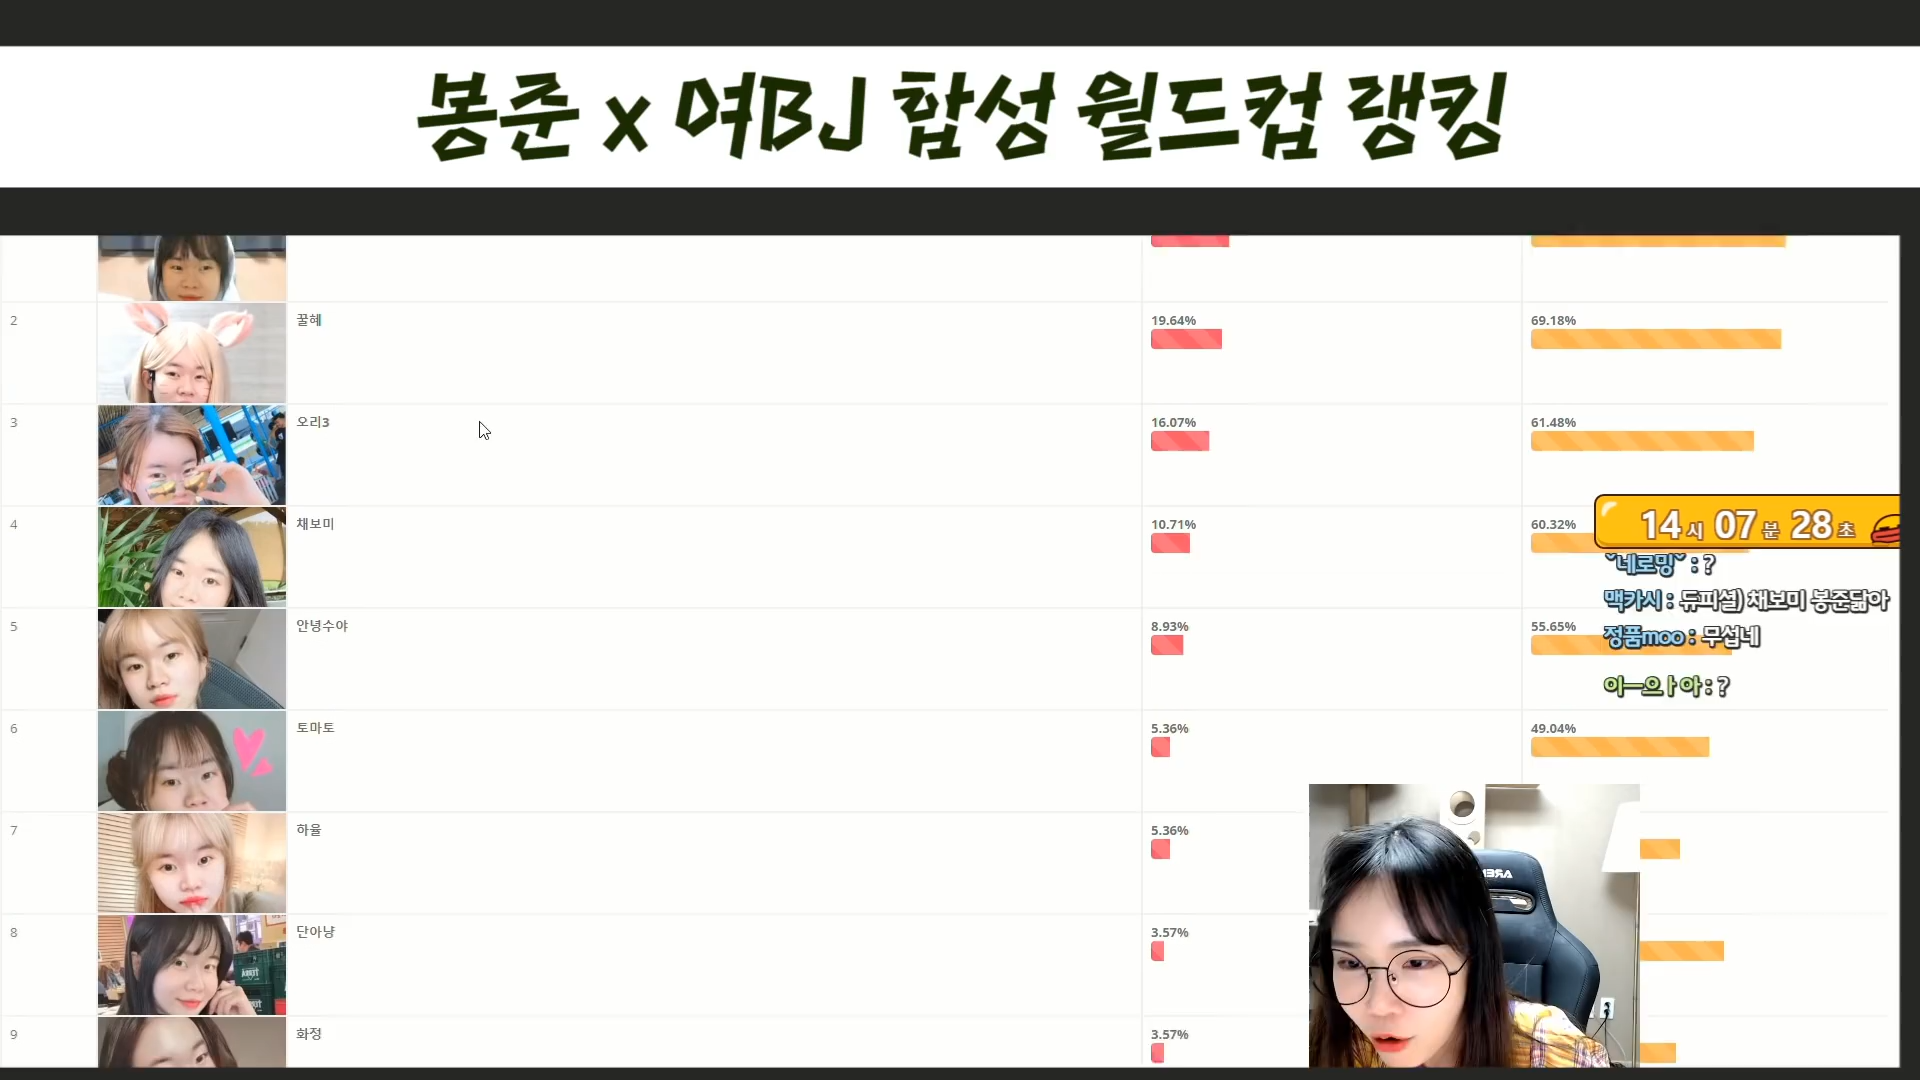 봉준 x 여BJ 합성 월드컵 랭킹
2 꿀혜 19.64% 69.18%
3 오리3 16.07% 61.48%
4 채보미 10.71% 60.32%
14시 07분 28초
˘네로밍˘ : ?
맥카시 : 듀피셜) 채보미 봉준닮아
5 안녕수야 8.93% 55.65%
정품moo : 무섭네
이ㅡ으ㅏ아 : ?
6 토마토 5.36% 49.04%
7 하율 5.36%
8 단아냥 3.57%
9 화정 3.57%